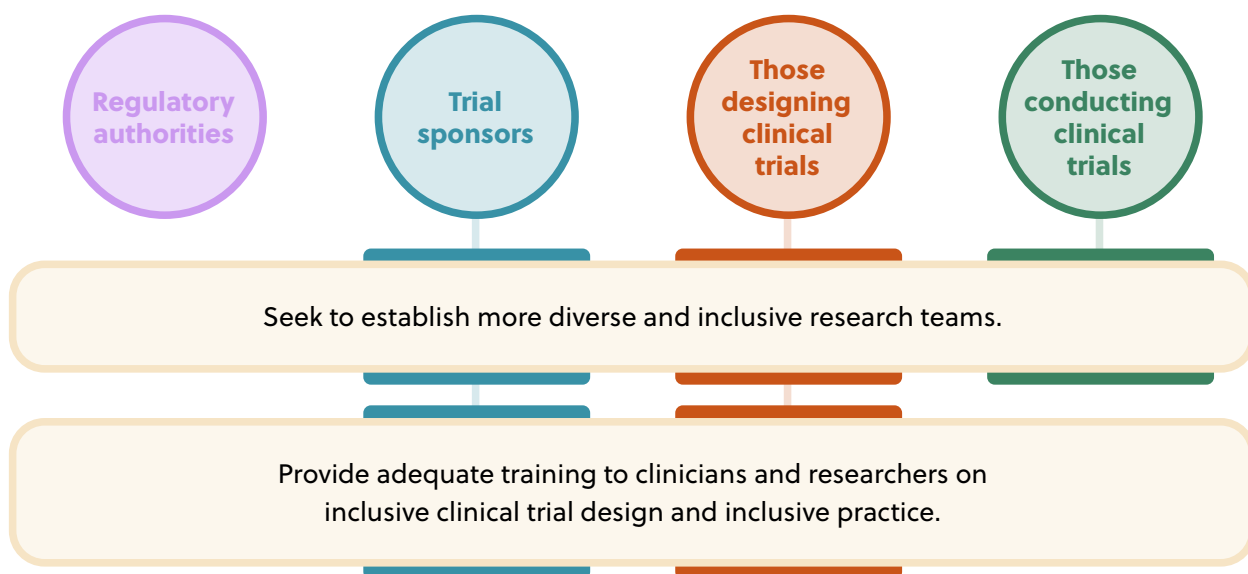 Regulatory
authorities
Trial
sponsors
Those
designing
clinical
trials
Those
conducting
clinical
trials
Seek to establish more diverse and inclusive research teams.
Provide adequate training to clinicians and researchers on
inclusive clinical trial design and inclusive practice.